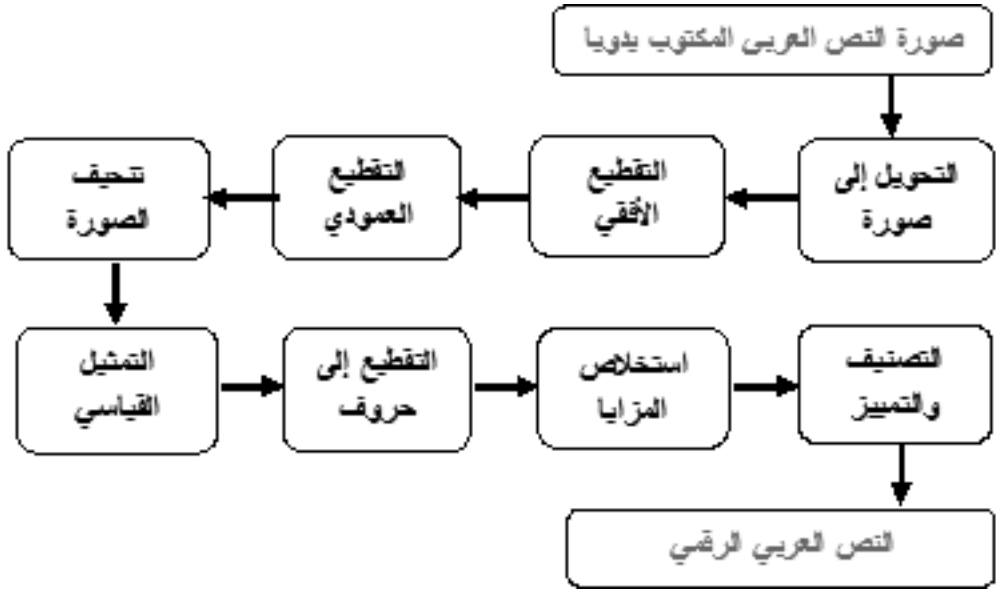 صورة النص العربي المكتوب يدويا
التحويل إلى
صورة
التقطيع
الأفقي
التقطيع
العمودي
تنحيف
الصورة
التمثيل
القياسي
التقطيع إلى
حروف
استخلاص
المزايا
التصنيف
والتمييز
النص العربي الرقمي